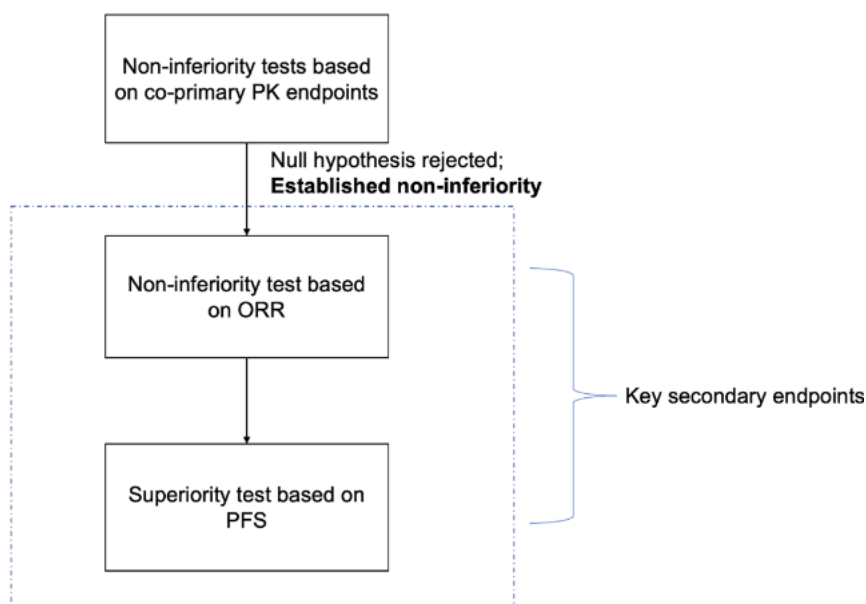 Non-inferiority tests based
on co-primary PK endpoints
Null hypothesis rejected;
Established non-inferiority
Non-inferiority test based
on ORR
Key secondary endpoints
Superiority test based on
PFS